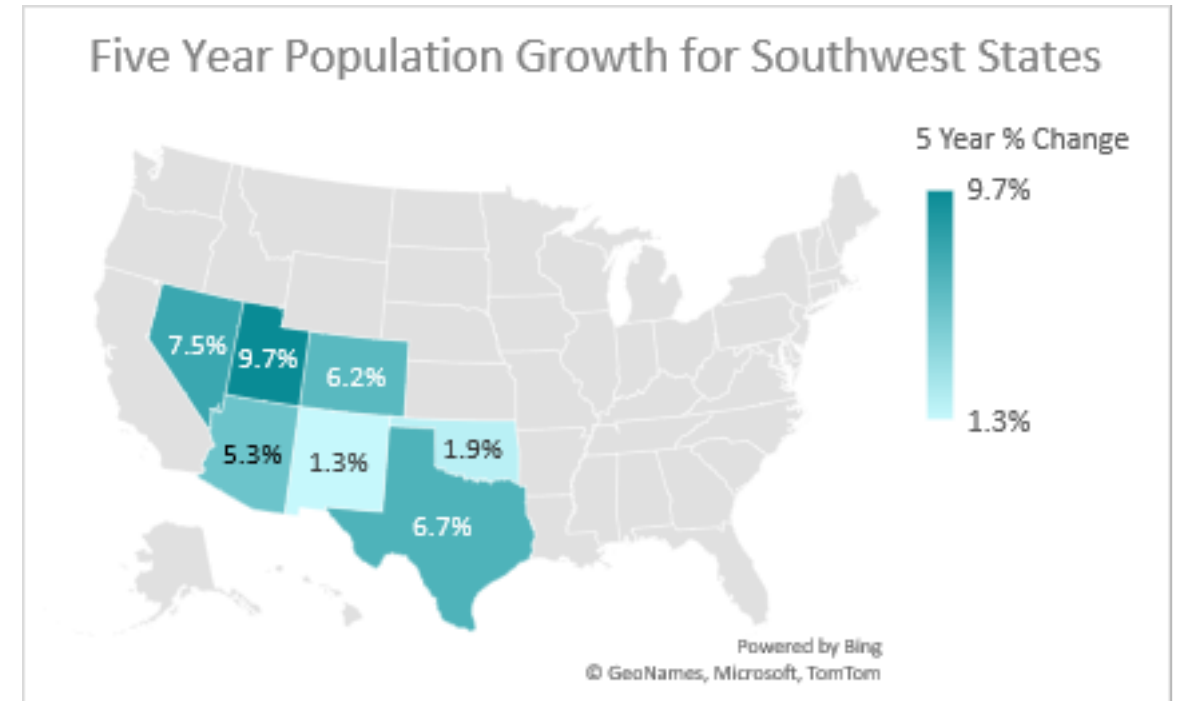 Five Year Population Growth for Southwest States
5 Year % Change
9.7%
1.3%
7.5%
9.7%
6.2%
5.3%
1.3%
1.9%
6.7%
Powered by Bing
© GeoNames, Microsoft, TomTom